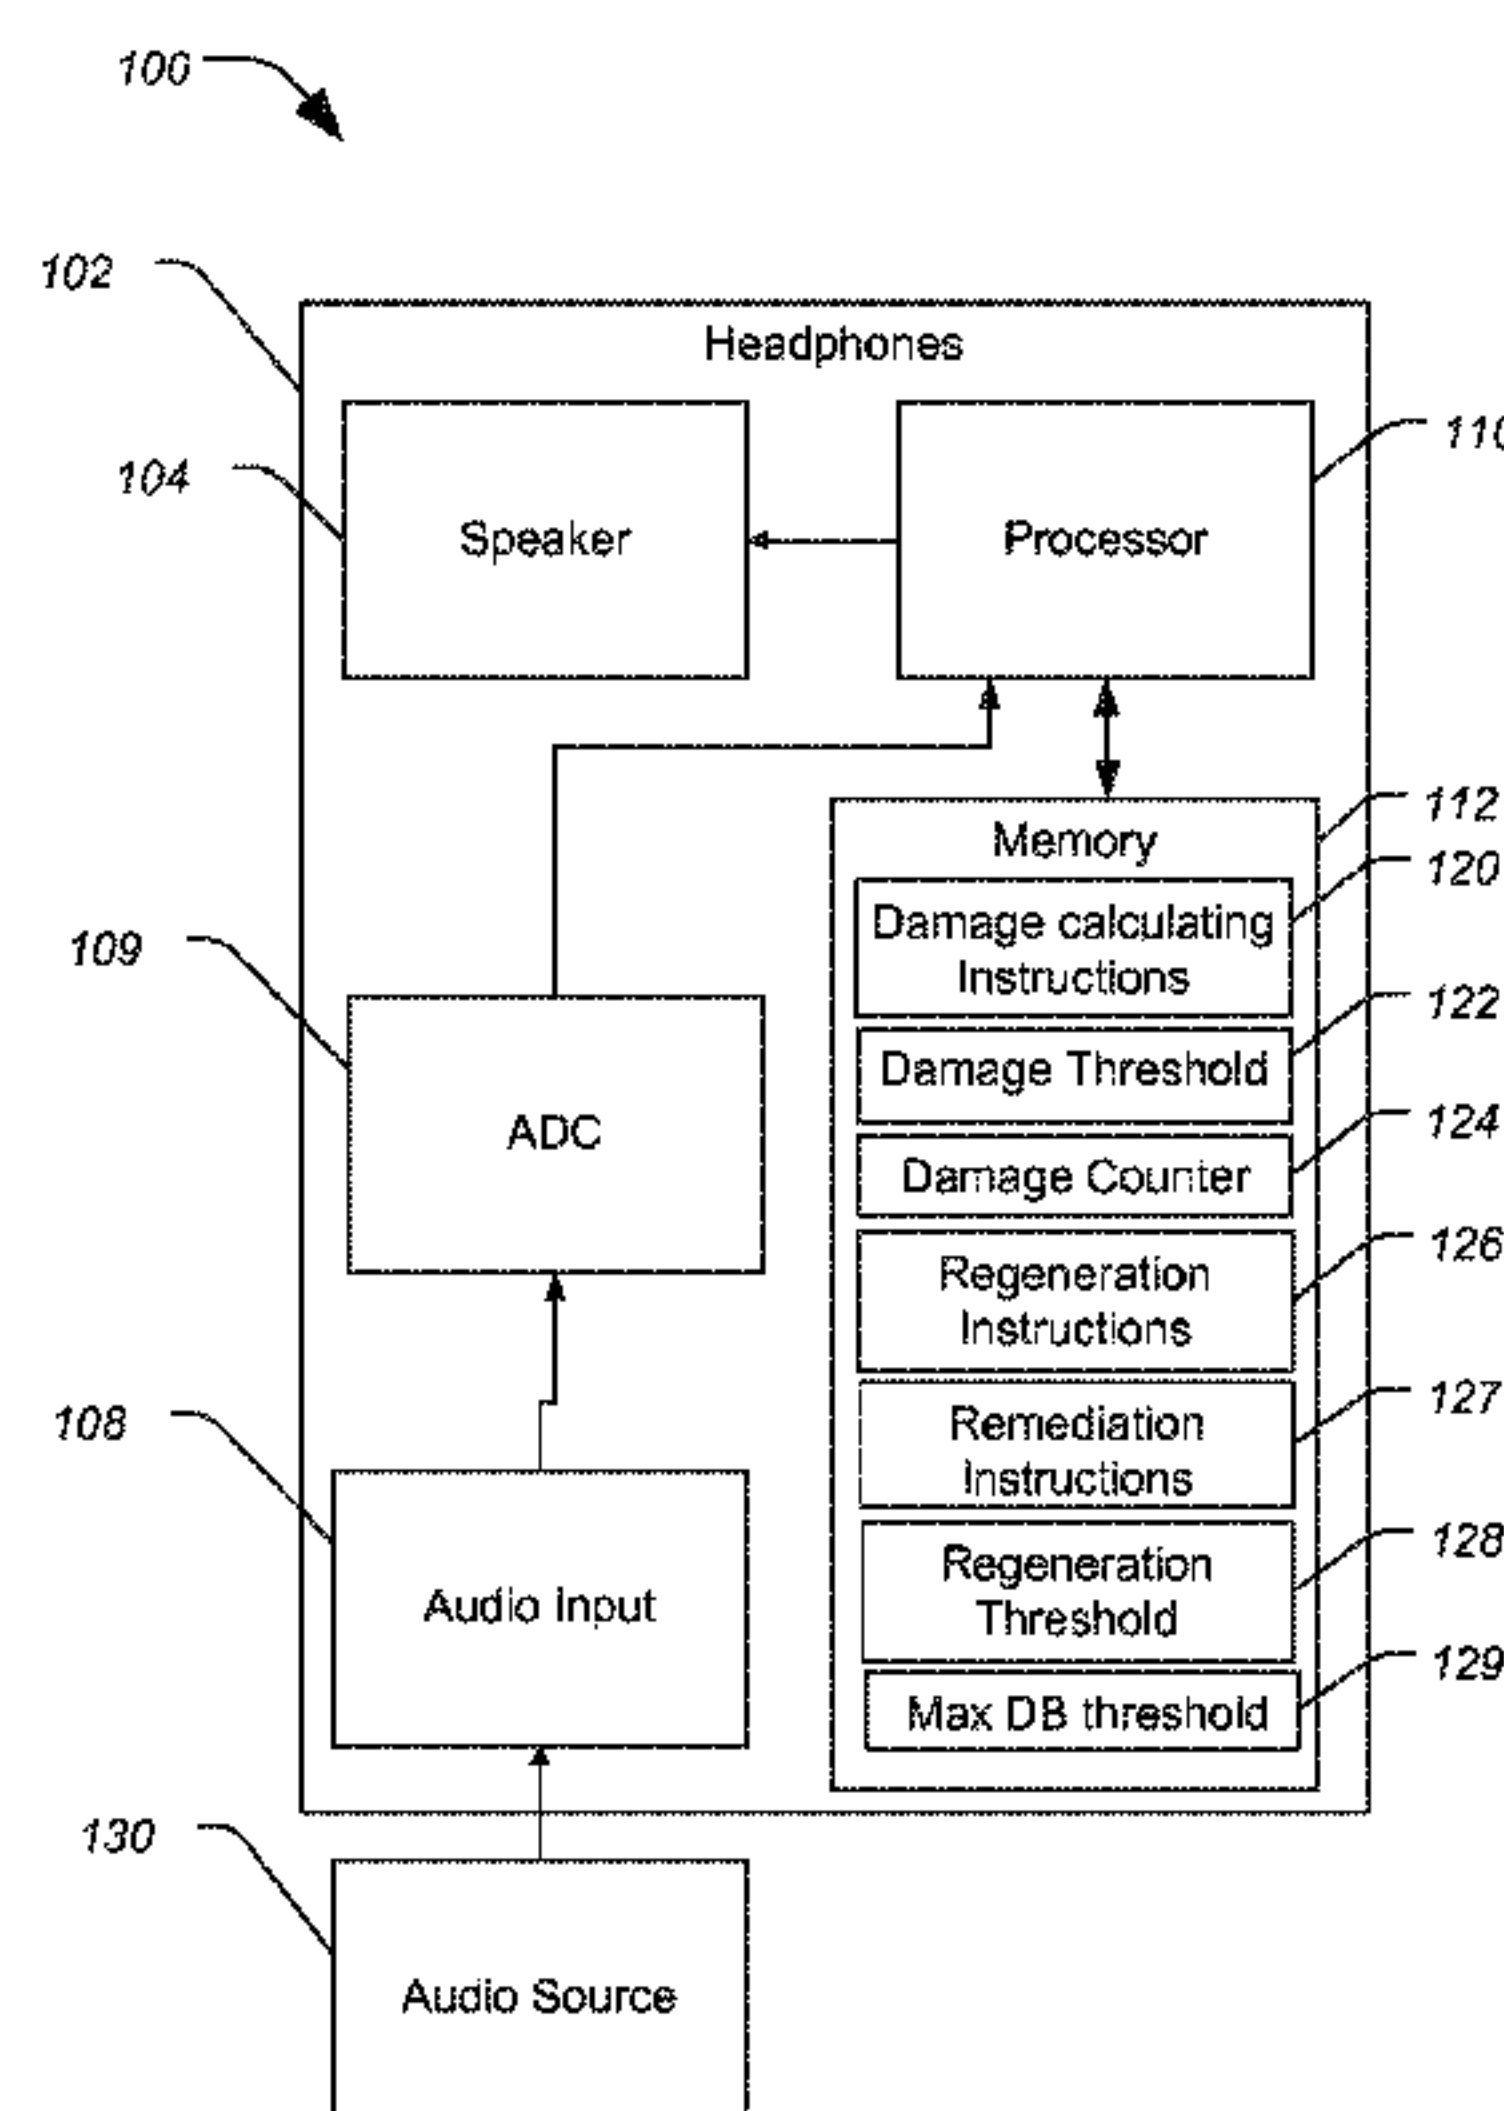 100
102
Headphones
104
Speaker
Processor
110
112
Memory
120
Damage calculating
Instructions
122
Damage Threshold
109
ADC
124
Damage Counter
126
Regeneration
Instructions
127
Remediation
Instructions
108
Audio Input
128
Regeneration
Threshold
129
Max DB threshold
130
Audio Source